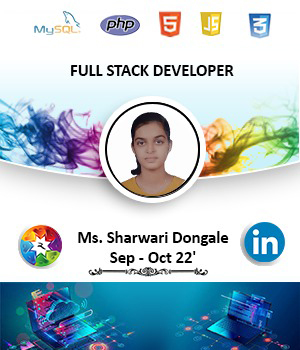 MySQL php 5 JS 3
FULL STACK DEVELOPER
Ms. Sharwari Dongale
Sep - Oct 22'
in